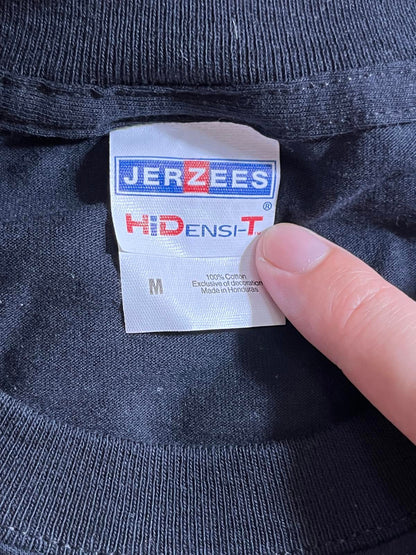 JERZEES
®
HiDENSI-T
M
100% Cotton
Exclusive of decoration
Made in Honduras